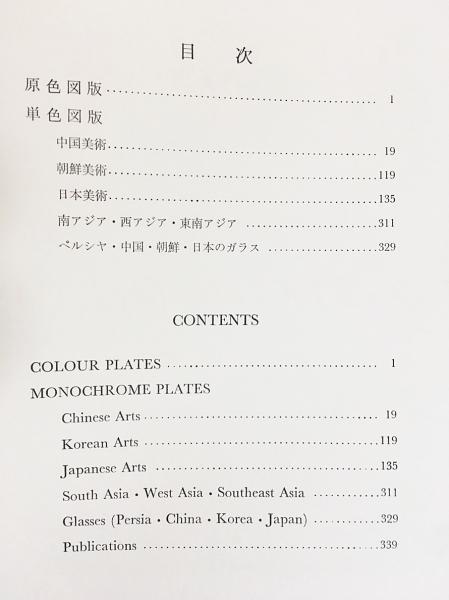 目 次
原色図版 1
単色図版
中国美術 19
朝鮮美術 119
日本美術 135
南アジア・西アジア・東南アジア 311
ペルシヤ・中国・朝鮮・日本のガラス 329
CONTENTS
COLOUR PLATES 1
MONOCHROME PLATES
Chinese Arts 19
Korean Arts 119
Japanese Arts 135
South Asia・West Asia・Southeast Asia 311
Glasses (Persia・China・Korea・Japan) 329
Publications 339